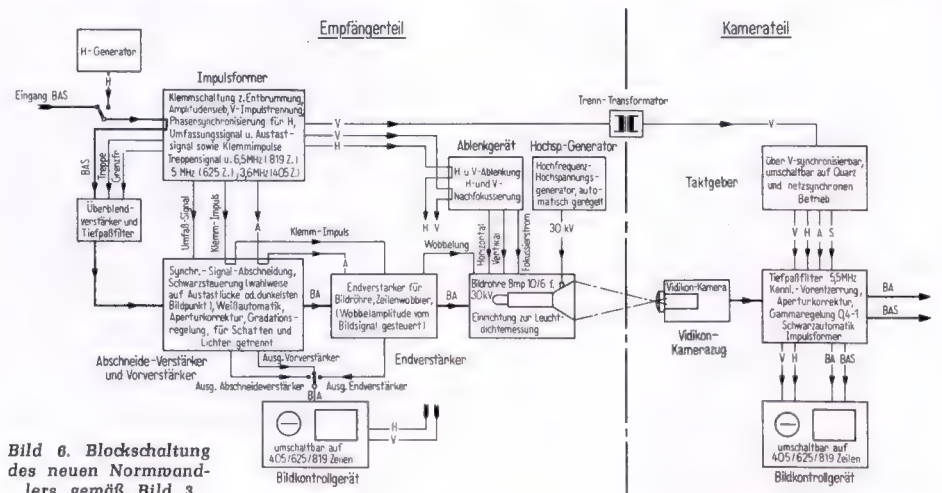 Empfängerteil
Kamerateil
H-Generator
H
Eingang BAS
Impulsformer
Klemmschaltung z. Entbrummung,
Amplitudensieb, V-Impulstrennung,
Phasersynchronisierung für H,
Umfassungssignal u. Austast-
signal sowie Klemmimpulse
Treppensignal u. 6,5MHz (819 Z.)
5 MHz (625 Z.), 3,6MHz (405 Z.)
V
V
H
Trenn-Transformator
V
BAS
Treppe
Grenzfr.
Überblend-
verstärker und
Tiefpaßfilter
Umfaß-Signal
Klemm-Impuls
A
Klemm-Impuls
A
H V
Ablenkgerät
H u V-Ablenkung
H-und V-
Nachfokussierung
Hochsp-Generator
Hochfrequenz-
Hochspannungs-
generator, auto-
matisch geregelt
30 kV
Wobbelung
Horizontal
Vertikal
Fokussierstrom
Taktgeber
über V-synchronisierbar,
umschaltbar auf Quarz
und netzsynchronen
Betrieb
V H A S
Synchr.-Signal-Abschneidung,
Schwarzsteuerung (wahlweise
auf Austastlücke od. dunkelsten
Bildpunkt), Weißautomatik,
Aperturkorrektur, Gradations-
regelung, für Schatten und
Lichter getrennt
BA
Endverstärker für
Bildröhre, Zeilenwobbler,
(Wobbelamplitude vom
Bildsignal gesteuert)
BA
Bildröhre Bmp 10/6 f.
30kV
Einrichtung zur Leucht-
dichtemessung
Vidikon-Kamera
Vidikon-
Kamerazug
Tiefpaßfilter 5,5MHz
Kennl.-Vorentzerrung,
Aperturkorrektur,
Gammaregelung 0,4-1
Schwarzautomatik
Impulsformer
BA
BAS
Abschneide-Verstärker
und Vorverstärker
Ausg. Vorverstärker
Endverstärker
Ausg. Abschneideverstärker
Ausg. Endverstärker
BA
V H BA BAS
umschaltbar auf
405/625/819 Zeilen
H
V
Bildkontrollgerät
umschaltbar auf
405/625/819 Zeilen
Bildkontrollgerät
Bild 6. Blockschaltung
des neuen Normwand-
lers gemäß Bild 3.